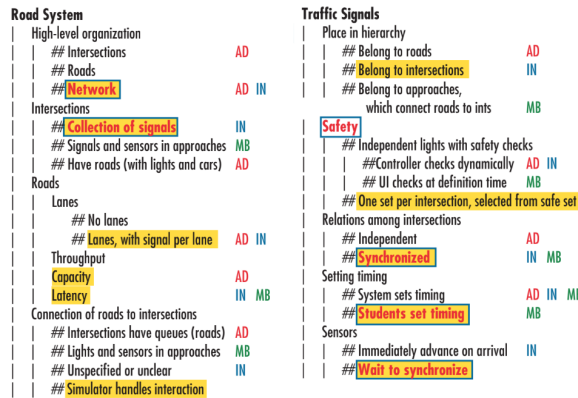 Road System
High-level organization
## Intersections AD
## Roads
## Network AD IN
Intersections
## Collection of signals IN
## Signals and sensors in approaches MB
## Have roads (with lights and cars) AD
Roads
Lanes
## No lanes
## Lanes, with signal per lane AD IN
Throughput
Capacity AD
Latency IN MB
Connection of roads to intersections
## Intersections have queues (roads) AD
## Lights and sensors in approaches MB
## Unspecified or unclear IN
## Simulator handles interaction
Traffic Signals
Place in hierarchy
## Belong to roads AD
## Belong to intersections IN
## Belong to approaches,
which connect roads to ints MB
Safety
## Independent lights with safety checks
##Controller checks dynamically AD IN
## UI checks at definition time MB
## One set per intersection, selected from safe set
Relations among intersections
## Independent AD
## Synchronized IN MB
Setting timing
## System sets timing AD IN M
## Students set timing MB
Sensors
## Immediately advance on arrival IN
## Wait to synchronize